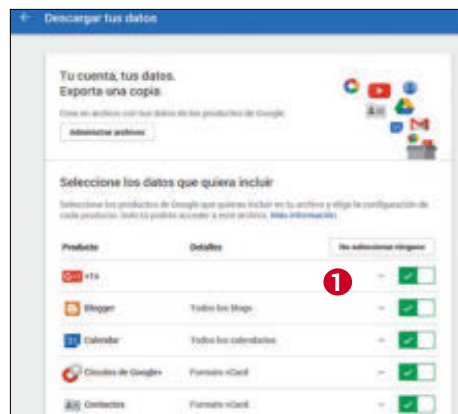 Descargar tus datos
Tu cuenta, tus datos.
Exporta una copia
Crea un archivo con tus datos de los productos de Google
Administrar archivos
Seleccione los datos que quiera incluir
Selecciona los productos de Google que quieres incluir en tu archivo y elige la configuración de
cada producto. Solo tú podrás acceder a este archivo. Más información
Producto Detalles No seleccionar ninguno
+1s
1
Blogger Todos los blogs
Calendar Todos los calendarios
Círculos de Google+ Formato vCard
Contactos Formato vCard